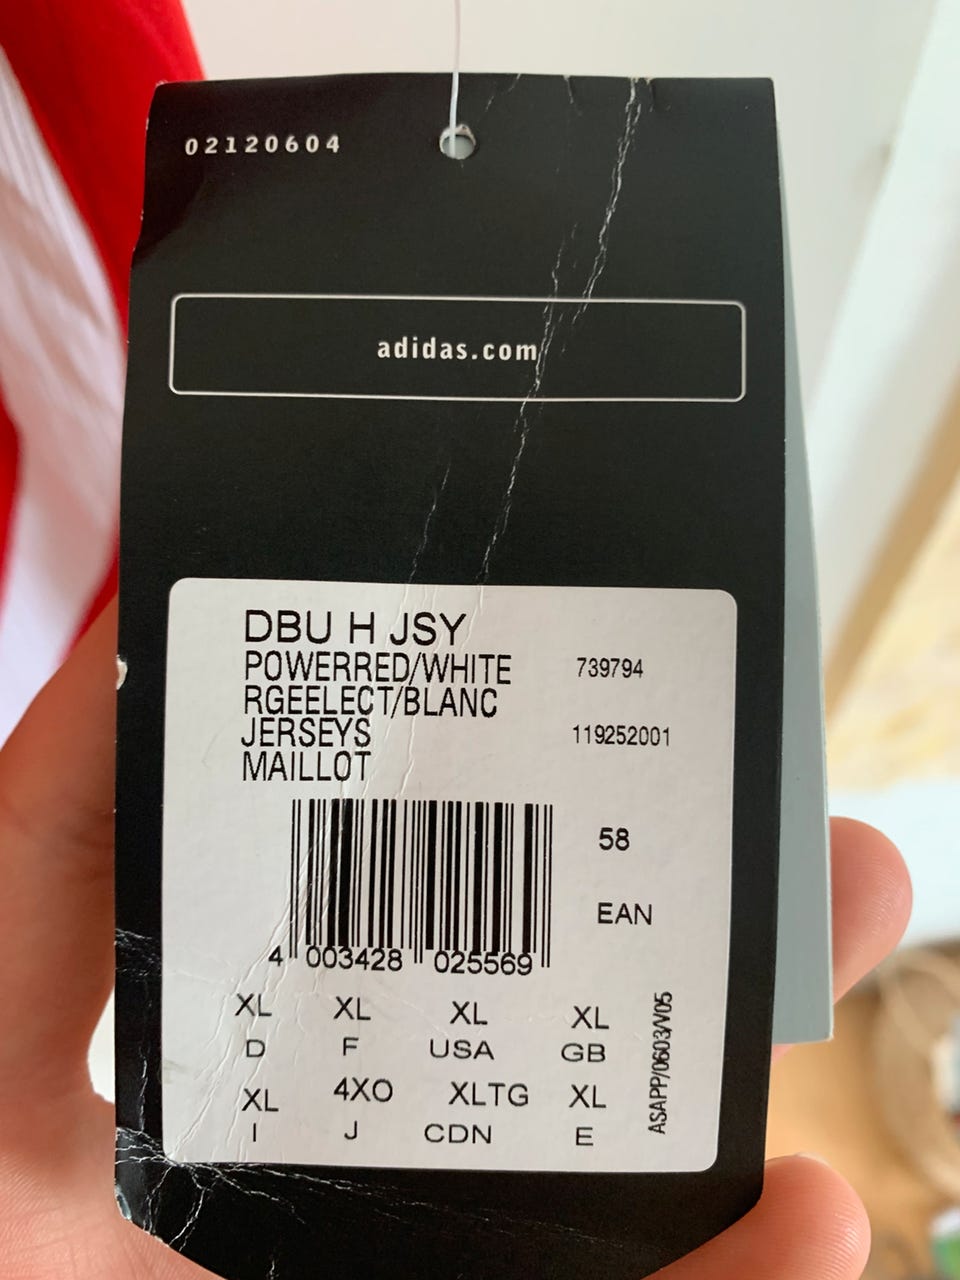 02120604
adidas.com
DBU H JSY
POWERRED/WHITE 739794
RGEELECT/BLANC
JERSEYS 119252001
MAILLOT
58
EAN
4 003428 025569
XL XL XL XL
D F USA GB
XL 4XO XLTG XL
I J CDN E
ASAPP/0603/V05